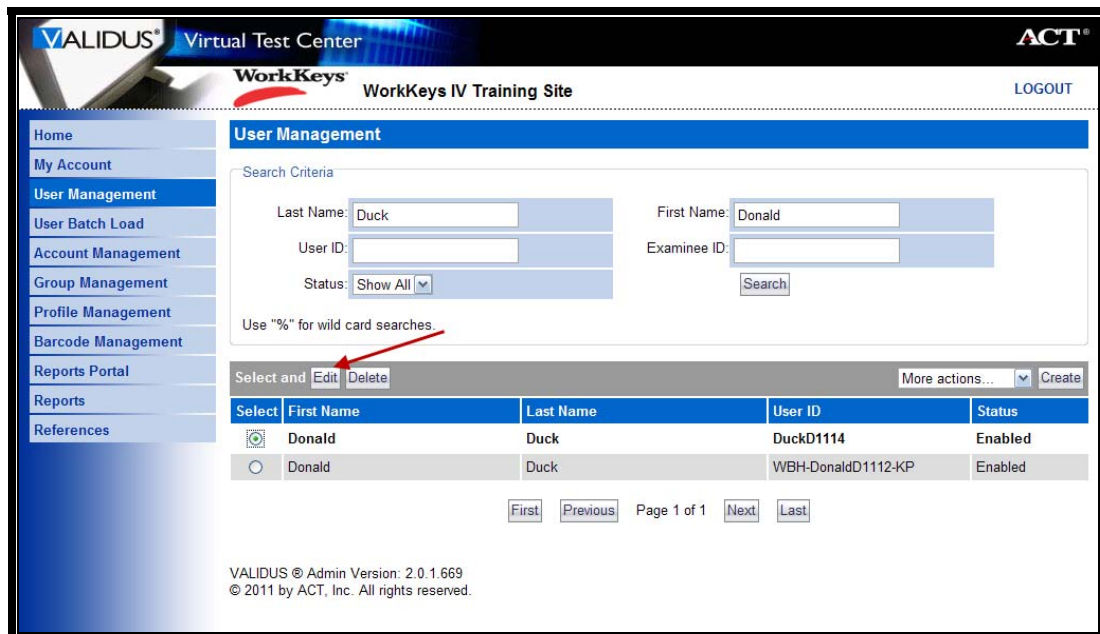 VALIDUS® Virtual Test Center ACT®
WorkKeys® WorkKeys IV Training Site LOGOUT
Home
My Account
User Management
User Batch Load
Account Management
Group Management
Profile Management
Barcode Management
Reports Portal
Reports
References
User Management
Search Criteria
Last Name: Duck First Name: Donald
User ID: Examinee ID:
Status: Show All Search
Use "%" for wild card searches.
Select and Edit Delete More actions... Create
Select First Name Last Name User ID Status
Donald Duck DuckD1114 Enabled
Donald Duck WBH-DonaldD1112-KP Enabled
First Previous Page 1 of 1 Next Last
VALIDUS ® Admin Version: 2.0.1.669
© 2011 by ACT, Inc. All rights reserved.